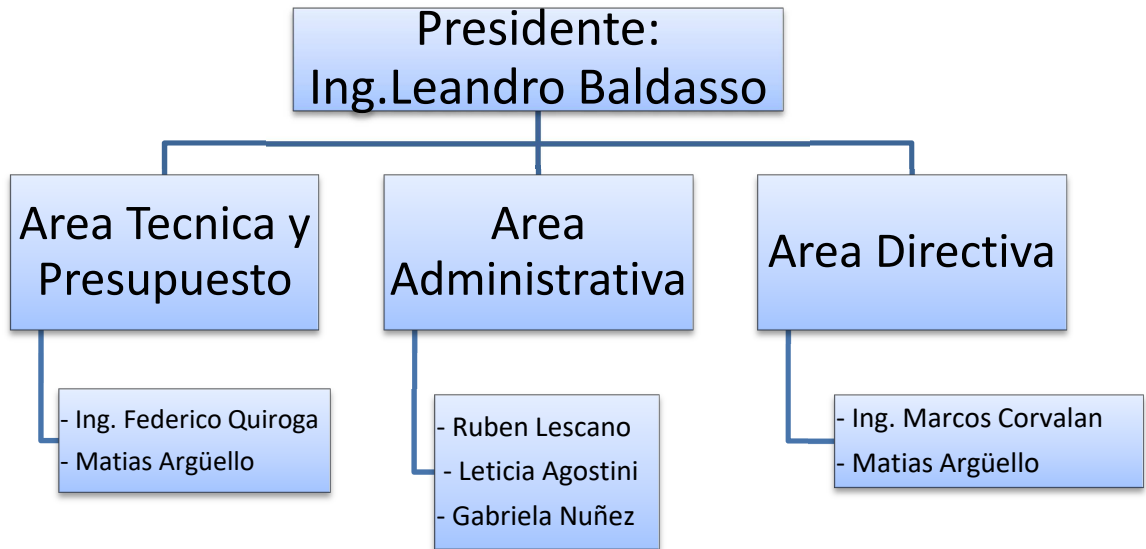 Presidente:
Ing.Leandro Baldasso
Area Tecnica y
Presupuesto
Area
Administrativa
Area Directiva
- Ing. Federico Quiroga
- Matias Argüello
- Ruben Lescano
- Leticia Agostini
- Gabriela Nuñez
- Ing. Marcos Corvalan
- Matias Argüello